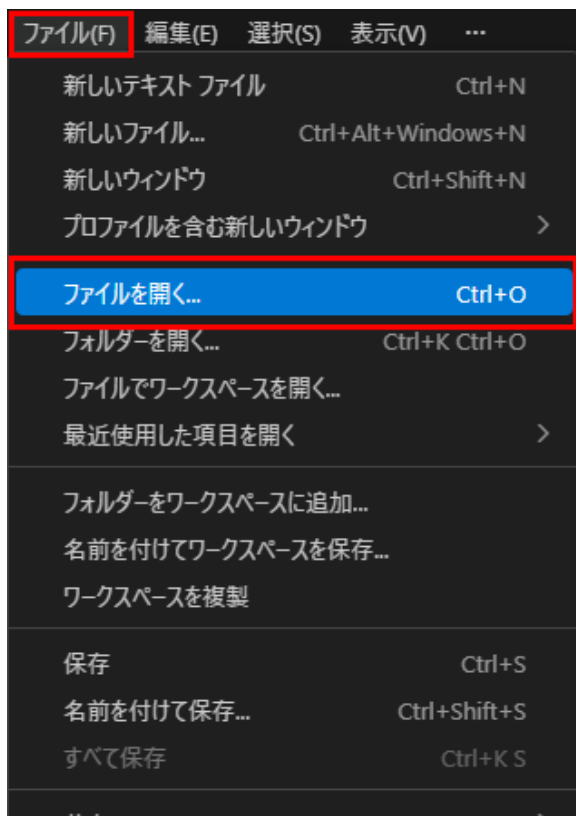 ファイル(F) 編集(E) 選択(S) 表示(V) ···
新しいテキスト ファイル Ctrl+N
新しいファイル... Ctrl+Alt+Windows+N
新しいウィンドウ Ctrl+Shift+N
プロファイルを含む新しいウィンドウ >
ファイルを開く... Ctrl+O
フォルダーを開く... Ctrl+K Ctrl+O
ファイルでワークスペースを開く...
最近使用した項目を開く >
フォルダーをワークスペースに追加...
名前を付けてワークスペースを保存...
ワークスペースを複製
保存 Ctrl+S
名前を付けて保存... Ctrl+Shift+S
すべて保存 Ctrl+K S